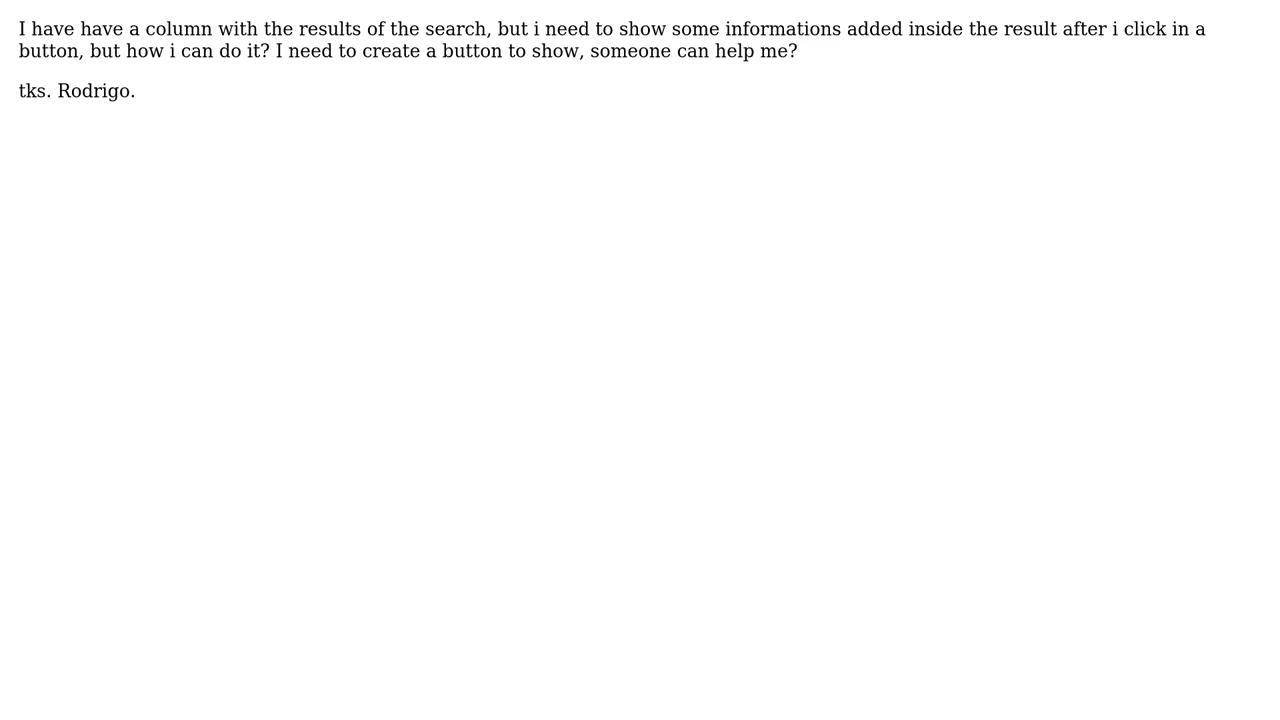 I have have a column with the results of the search, but i need to show some informations added inside the result after i click in a
button, but how i can do it? I need to create a button to show, someone can help me?
tks. Rodrigo.